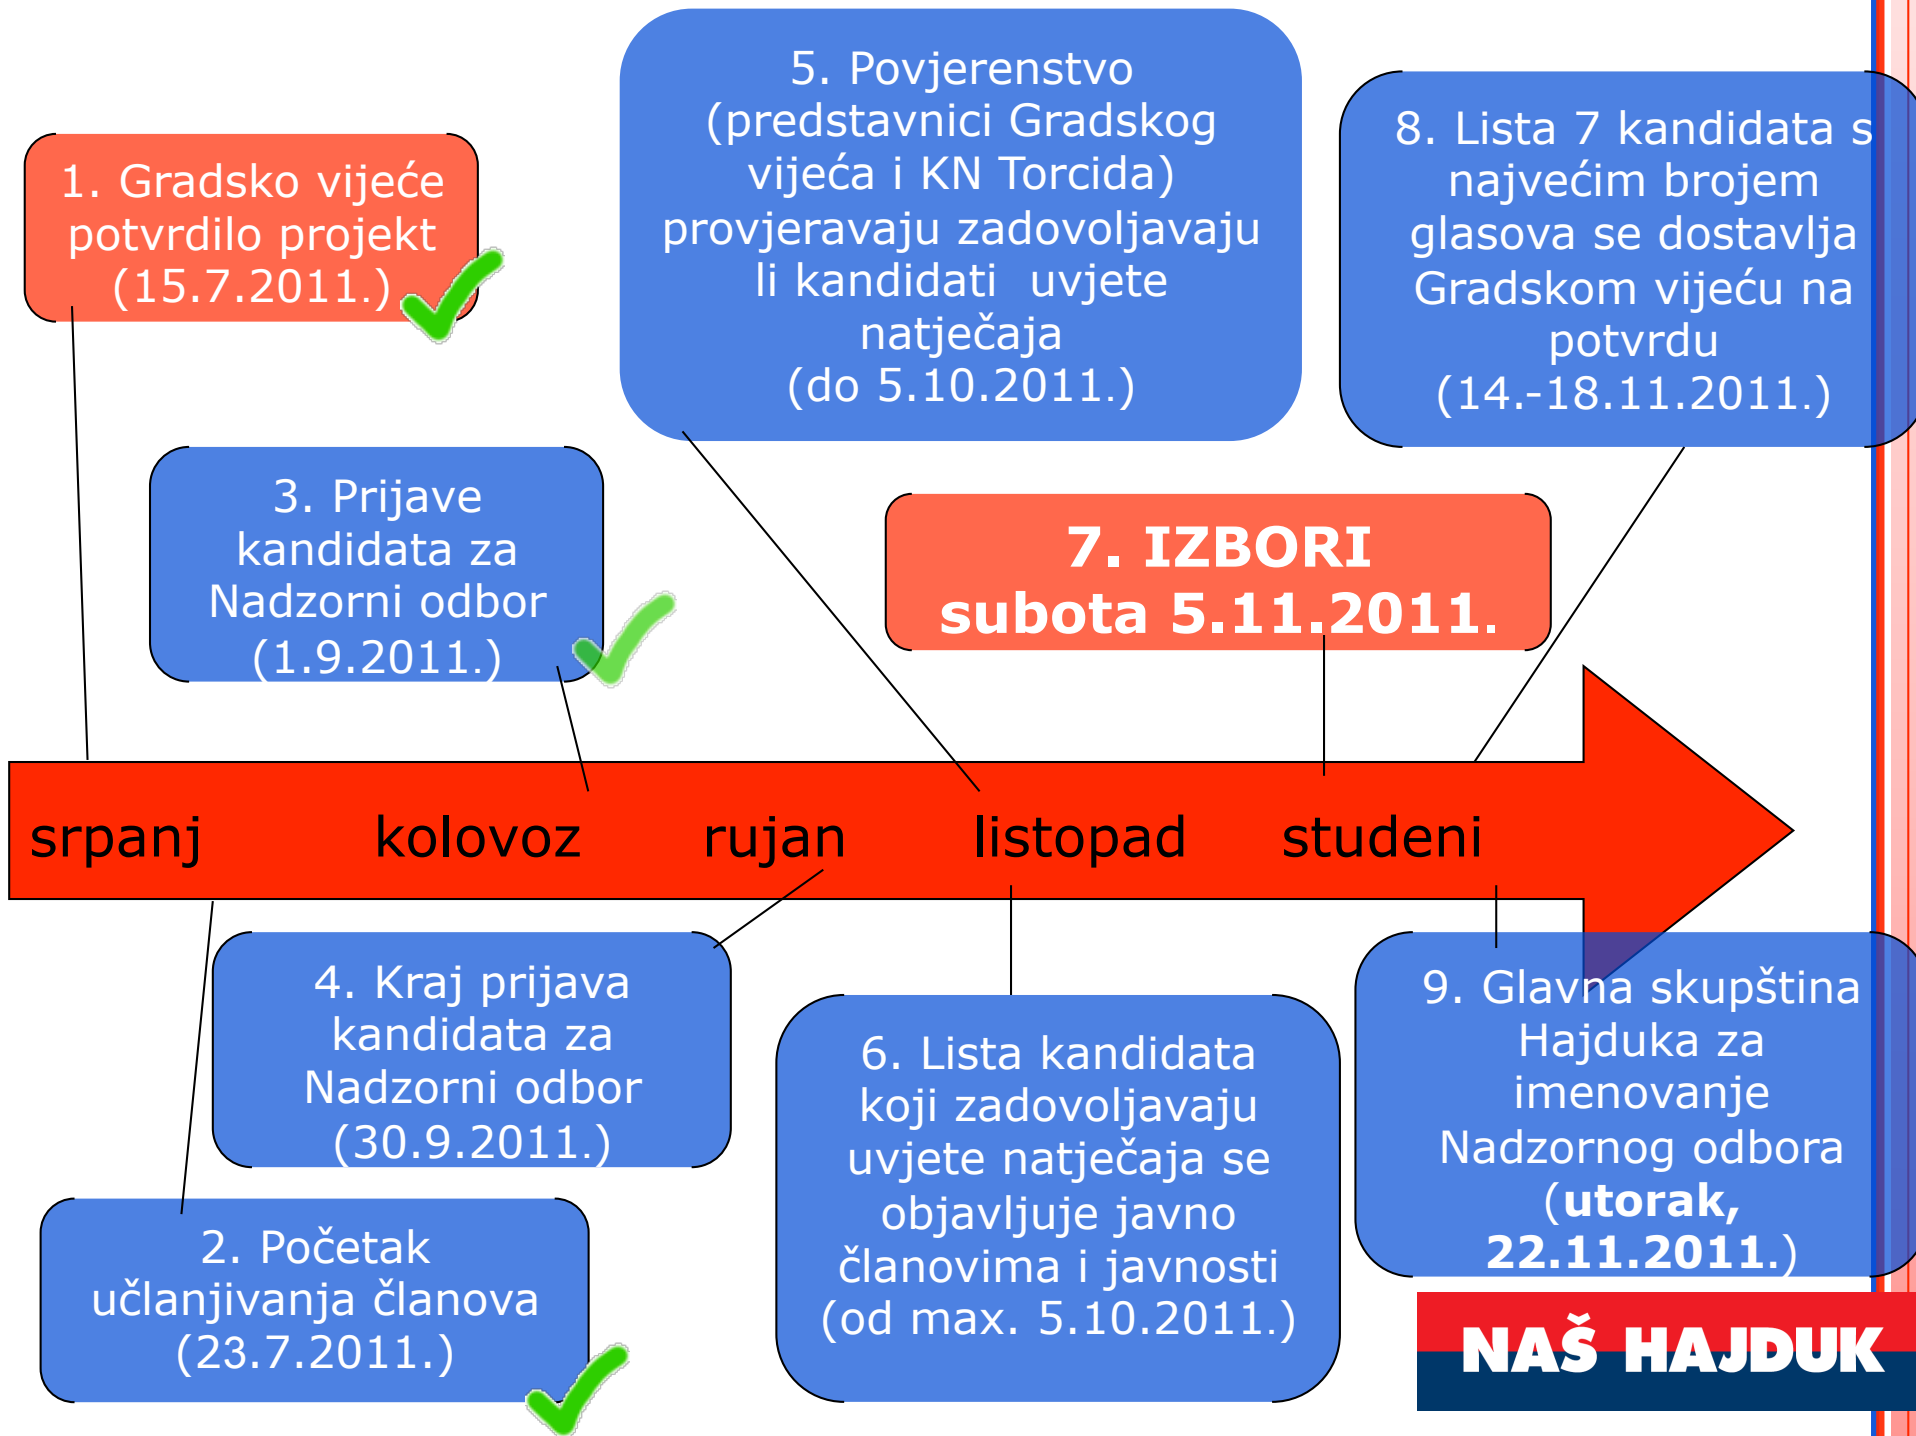 1. Gradsko vijeće
potvrdilo projekt
(15.7.2011.)
5. Povjerenstvo
(predstavnici Gradskog
vijeća i KN Torcida)
provjeravaju zadovoljavaju
li kandidati  uvjete
natječaja
(do 5.10.2011.)
8. Lista 7 kandidata s
najvećim brojem
glasova se dostavlja
Gradskom vijeću na
potvrdu
(14.-18.11.2011.)
3. Prijave
kandidata za
Nadzorni odbor
(1.9.2011.)
7. IZBORI
subota 5.11.2011.
srpanj kolovoz rujan listopad studeni
4. Kraj prijava
kandidata za
Nadzorni odbor
(30.9.2011.)
6. Lista kandidata
koji zadovoljavaju
uvjete natječaja se
objavljuje javno
članovima i javnosti
(od max. 5.10.2011.)
9. Glavna skupština
Hajduka za
imenovanje
Nadzornog odbora
(utorak,
22.11.2011.)
2. Početak
učlanjivanja članova
(23.7.2011.)
NAŠ HAJDUK